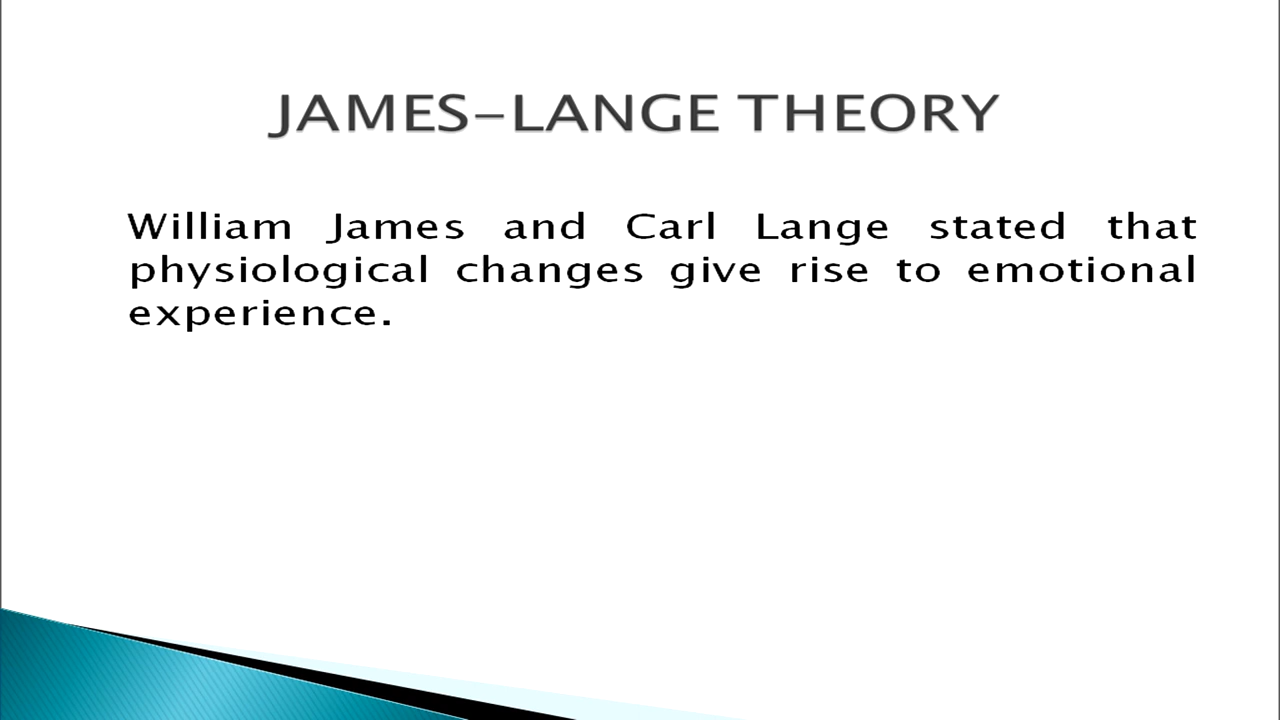 JAMES–LANGE THEORY
William James and Carl Lange stated that
physiological changes give rise to emotional
experience.